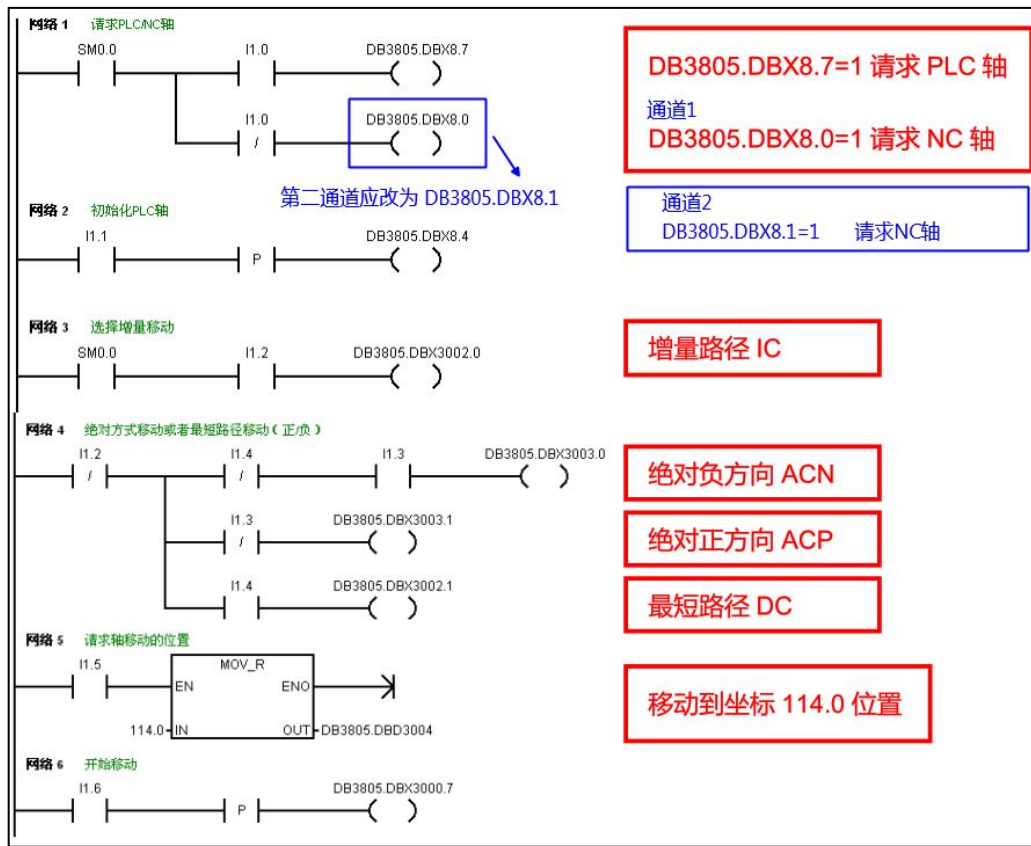 网络 1 请求PLC/NC轴
SM0.0 I1.0 DB3805.DBX8.7
I1.0 DB3805.DBX8.0
/
第二通道应改为 DB3805.DBX8.1
DB3805.DBX8.7=1 请求 PLC 轴
通道1
DB3805.DBX8.0=1 请求 NC 轴
通道2
DB3805.DBX8.1=1 请求NC轴
网络 2 初始化PLC轴
I1.1 DB3805.DBX8.4
P
网络 3 选择增量移动
SM0.0 I1.2 DB3805.DBX3002.0
增量路径 IC
网络 4 绝对方式移动或者最短路径移动（正/负）
I1.2 I1.4 I1.3 DB3805.DBX3003.0
/ /
绝对负方向 ACN
I1.3 DB3805.DBX3003.1
/
绝对正方向 ACP
I1.4 DB3805.DBX3002.1
最短路径 DC
网络 5 请求轴移动的位置
I1.5 MOV_R
EN ENO
114.0 IN OUT DB3805.DBD3004
移动到坐标 114.0 位置
网络 6 开始移动
I1.6 DB3805.DBX3000.7
P